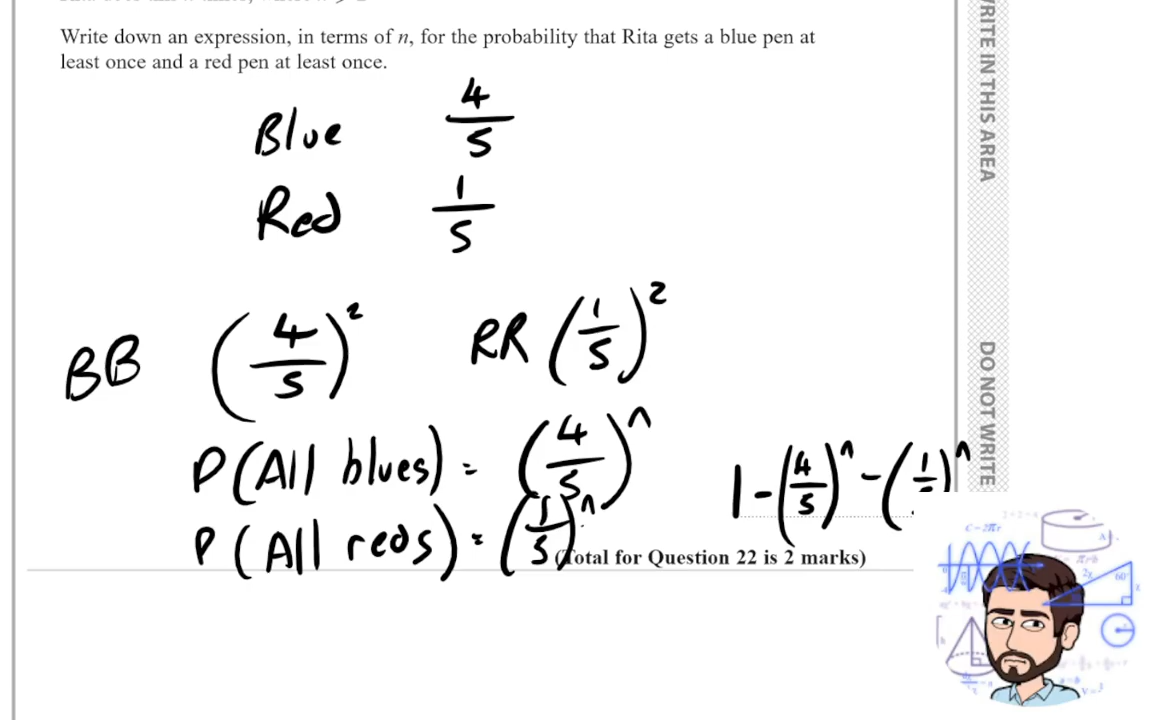 Write down an expression, in terms of n, for the probability that Rita gets a blue pen at
least once and a red pen at least once.
Blue 4/5
Red 1/5
BB (4/5)^2 RR (1/5)^2
P(All blues) = (4/5)^n
P(All reds) = (1/5)^n
1 - (4/5)^n - (1/
(Total for Question 22 is 2 marks)
WRITE IN THIS AREA
DO NOT WRITE
C = 2πr
2x
60°